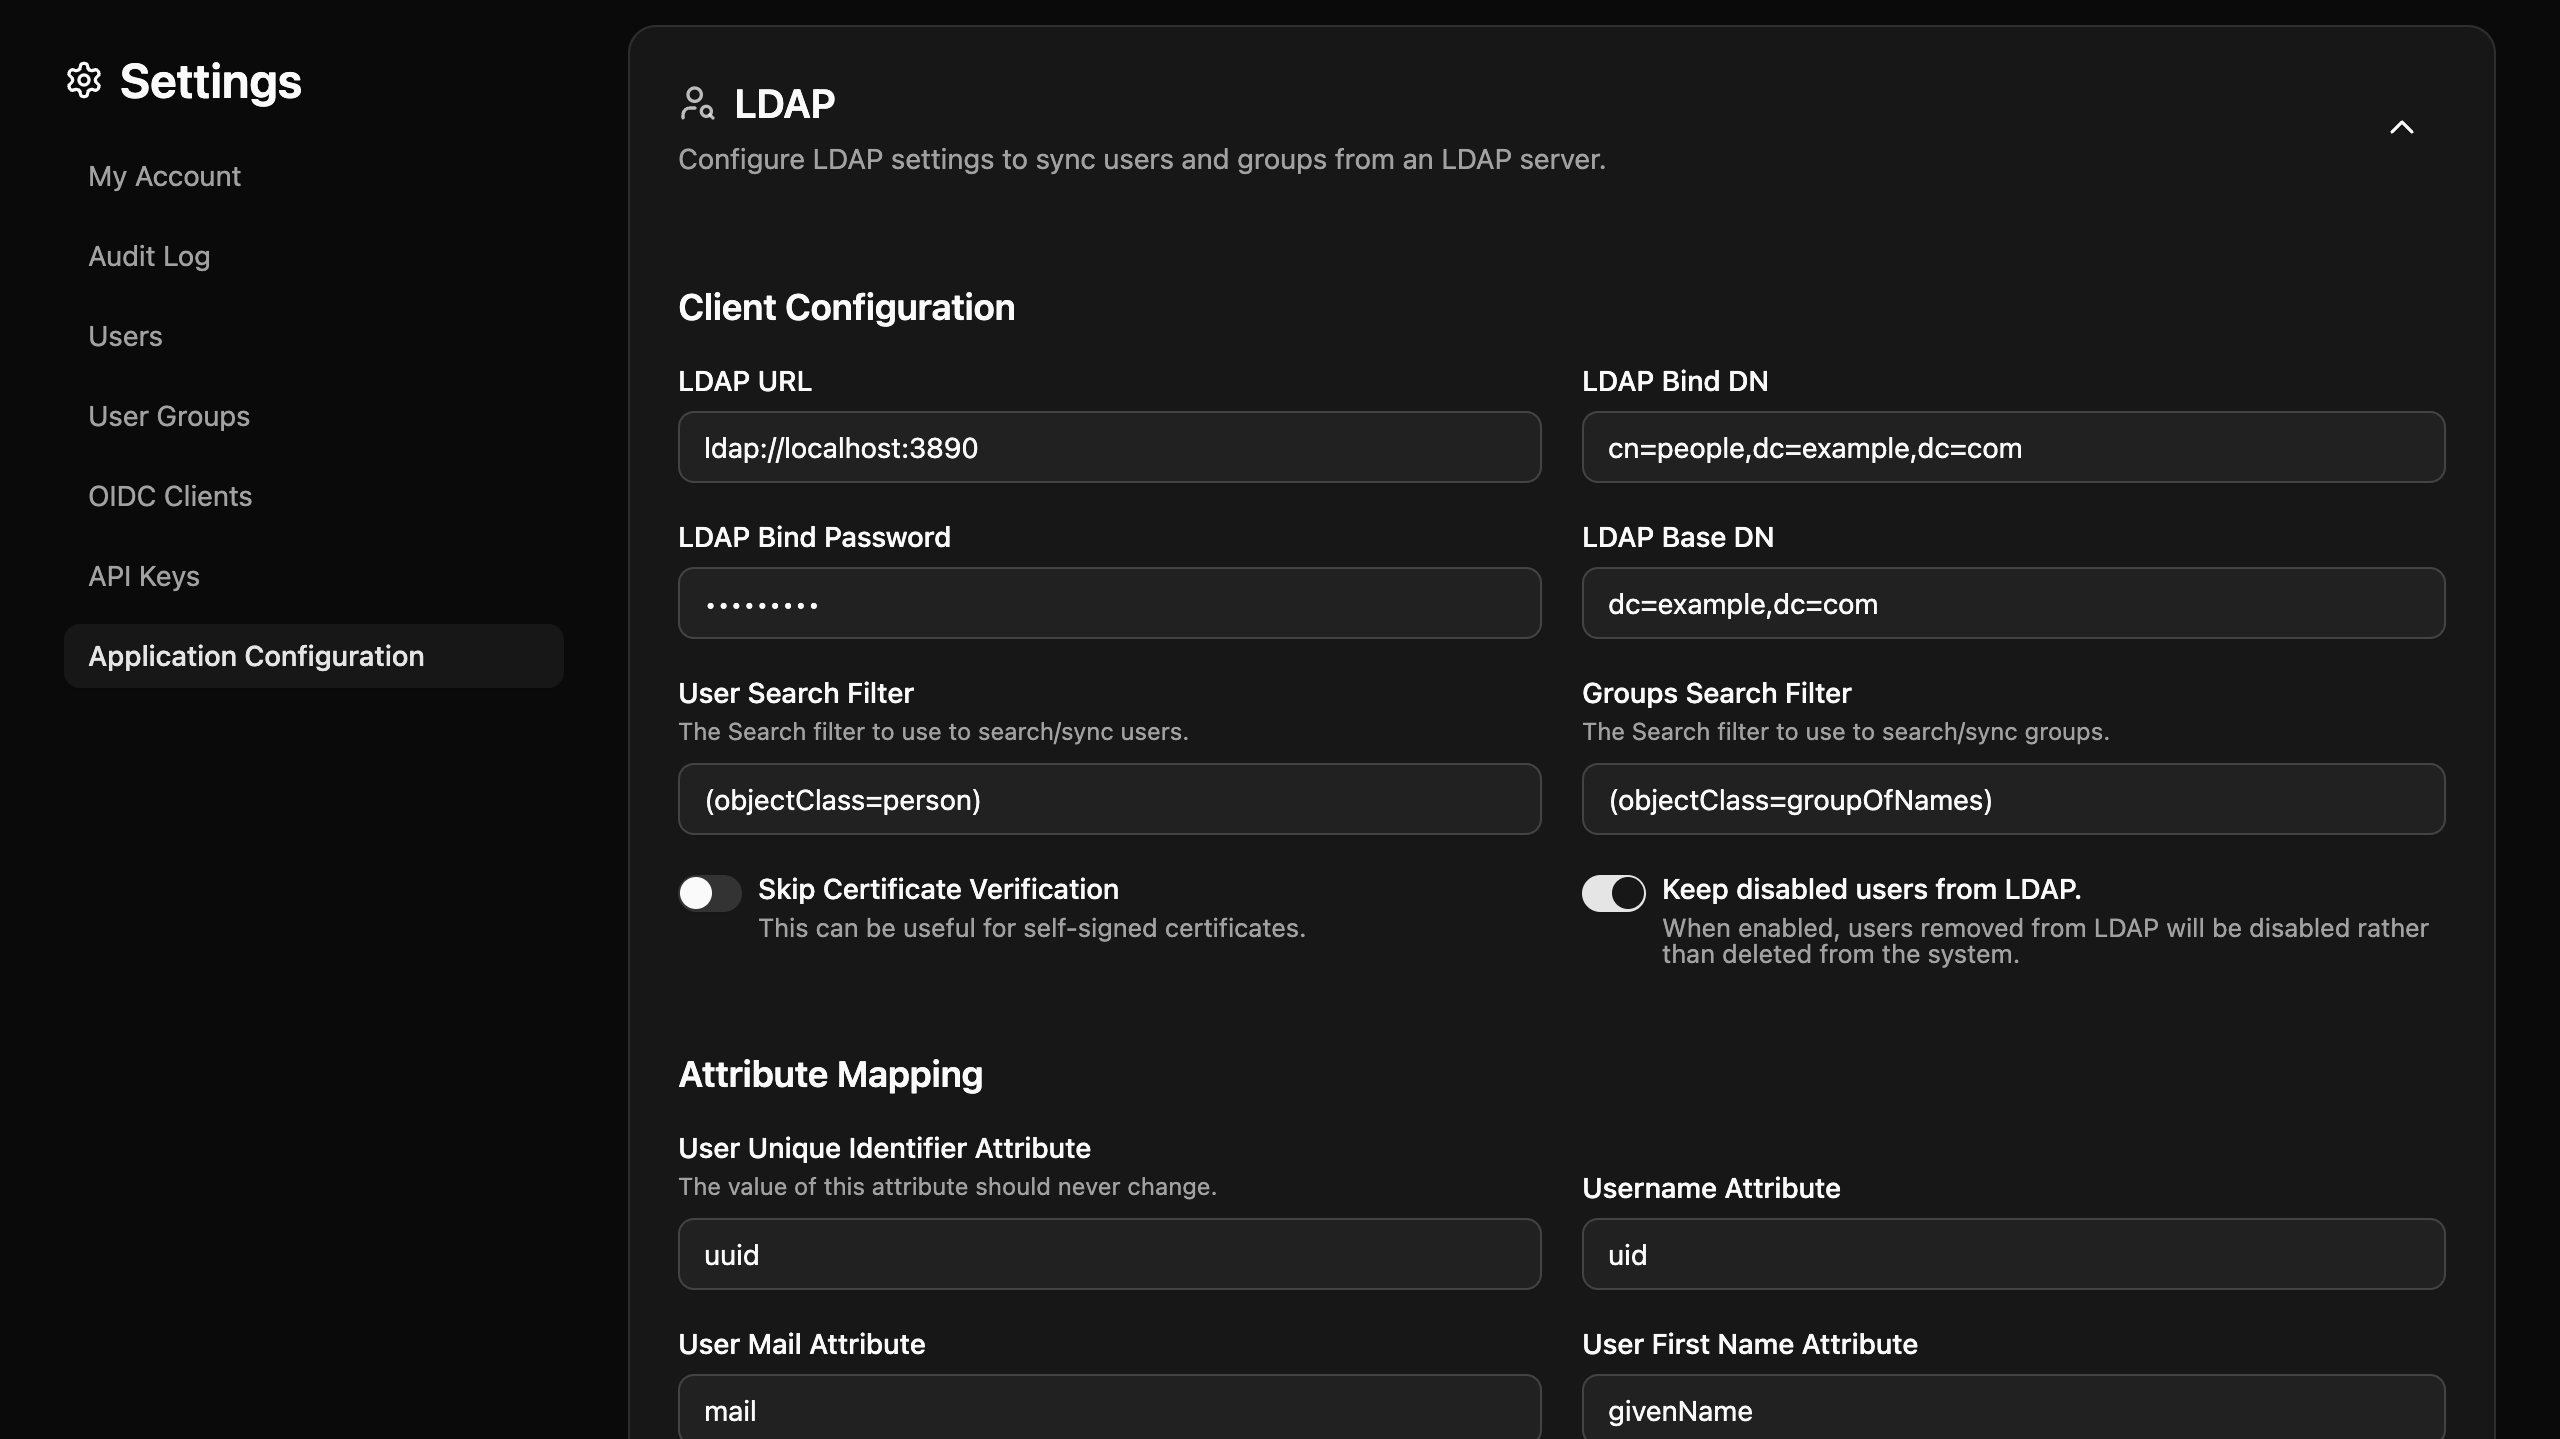 Settings
My Account
Audit Log
Users
User Groups
OIDC Clients
API Keys
Application Configuration
LDAP
Configure LDAP settings to sync users and groups from an LDAP server.
Client Configuration
LDAP URL
ldap://localhost:3890
LDAP Bind DN
cn=people,dc=example,dc=com
LDAP Bind Password
•••••••••
LDAP Base DN
dc=example,dc=com
User Search Filter
The Search filter to use to search/sync users.
(objectClass=person)
Groups Search Filter
The Search filter to use to search/sync groups.
(objectClass=groupOfNames)
Skip Certificate Verification
This can be useful for self-signed certificates.
Keep disabled users from LDAP.
When enabled, users removed from LDAP will be disabled rather
than deleted from the system.
Attribute Mapping
User Unique Identifier Attribute
The value of this attribute should never change.
uuid
Username Attribute
uid
User Mail Attribute
mail
User First Name Attribute
givenName